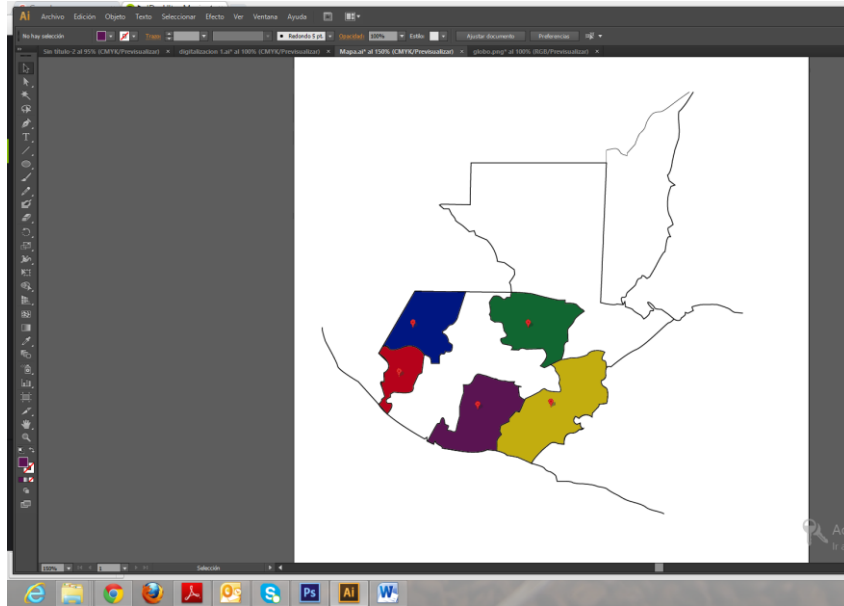 Ai Archivo Edición Objeto Texto Seleccionar Efecto Ver Ventana Ayuda
No hay selección Trazo: Redondo 5 pt. Opacidad: 100% Estilo: Ajustar documento Preferencias
Sin título-2 al 95% (CMYK/Previsualizar) × digitalizacion 1.ai* al 100% (CMYK/Previsualizar) × Mapa.ai* al 150% (CMYK/Previsualizar) × globo.png* al 100% (RGB/Previsualizar) ×
1 Selección
Ps Ai W